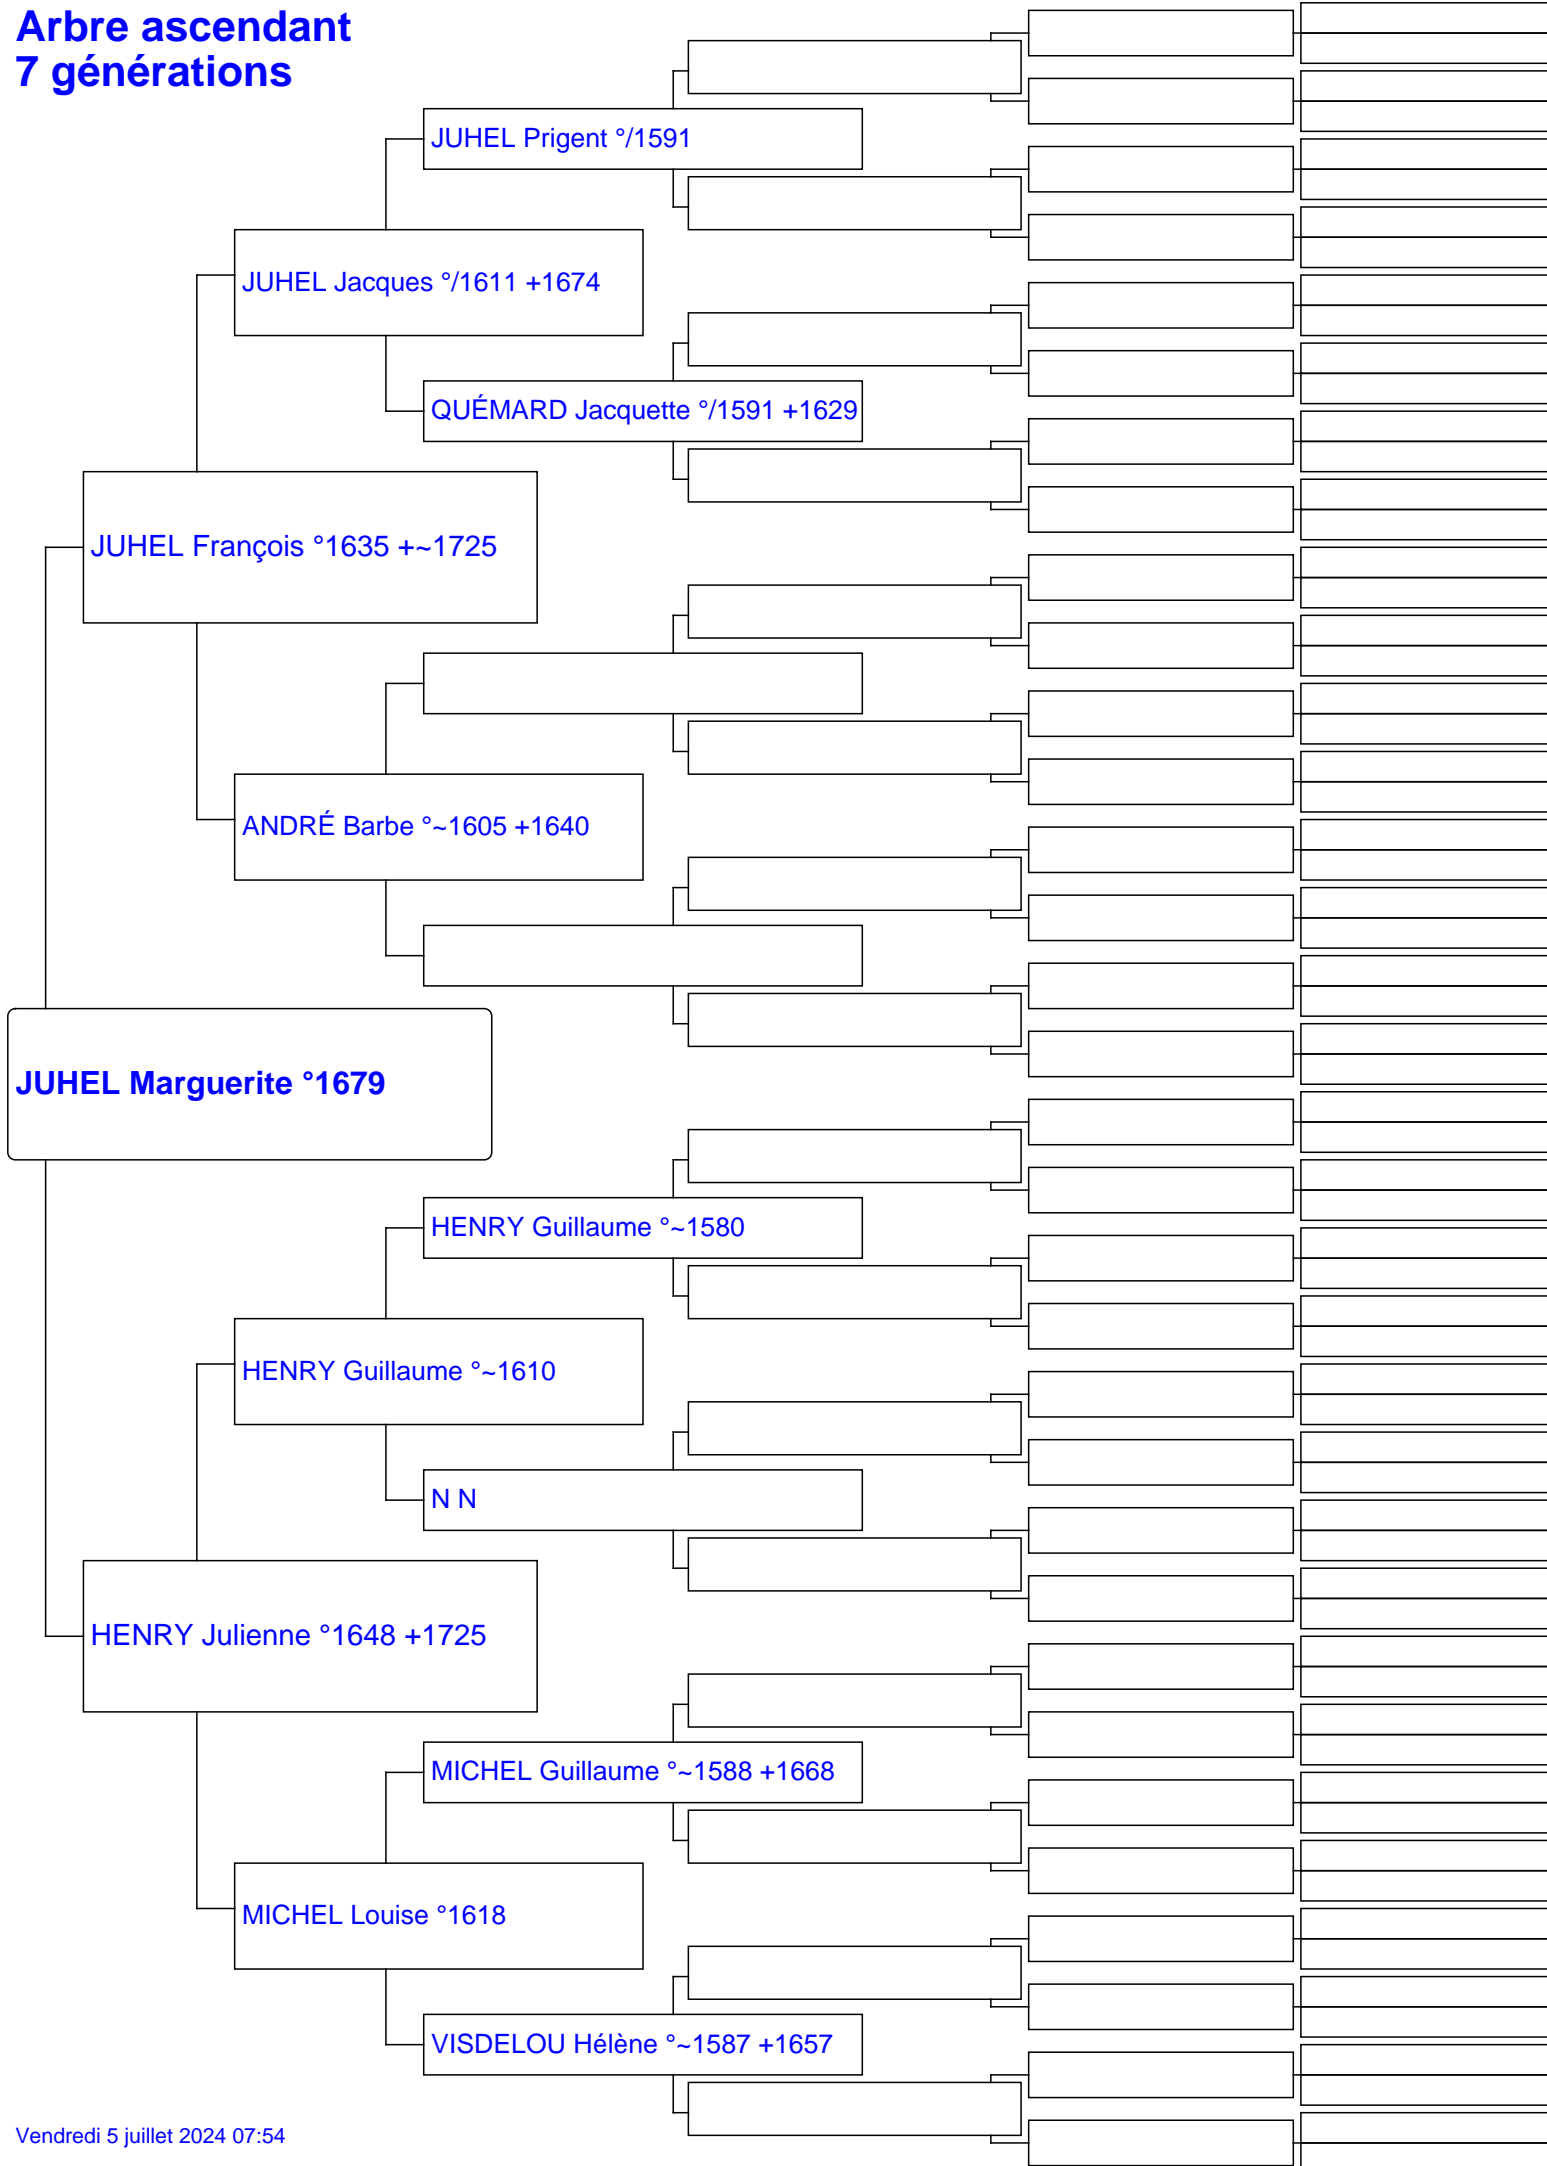 Arbre ascendant
7 générations
JUHEL Prigent °/1591
JUHEL Jacques °/1611 +1674
QUÉMARD Jacquette °/1591 +1629
JUHEL François °1635 +~1725
ANDRÉ Barbe °~1605 +1640
JUHEL Marguerite °1679
HENRY Guillaume °~1580
HENRY Guillaume °~1610
N N
HENRY Julienne °1648 +1725
MICHEL Guillaume °~1588 +1668
MICHEL Louise °1618
VISDELOU Hélène °~1587 +1657
Vendredi 5 juillet 2024 07:54